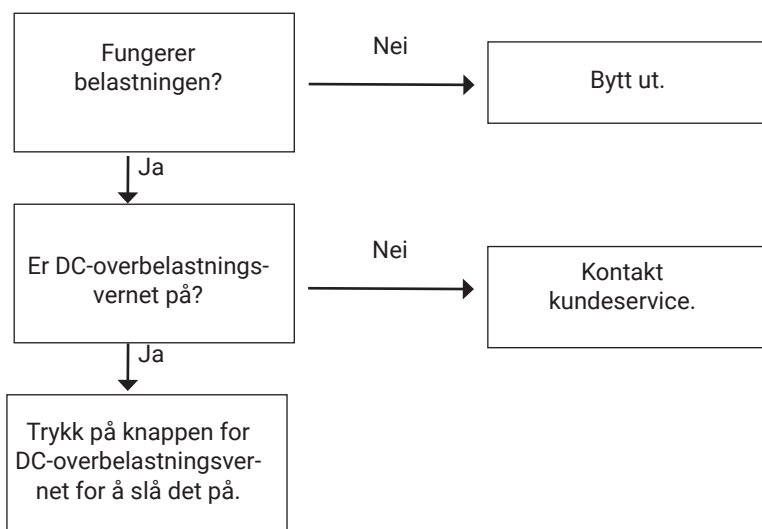 Fungerer
belastningen?
Nei
Bytt ut.
Ja
Er DC-overbelastnings-
vernet på?
Nei
Kontakt
kundeservice.
Ja
Trykk på knappen for
DC-overbelastningsver-
net for å slå det på.